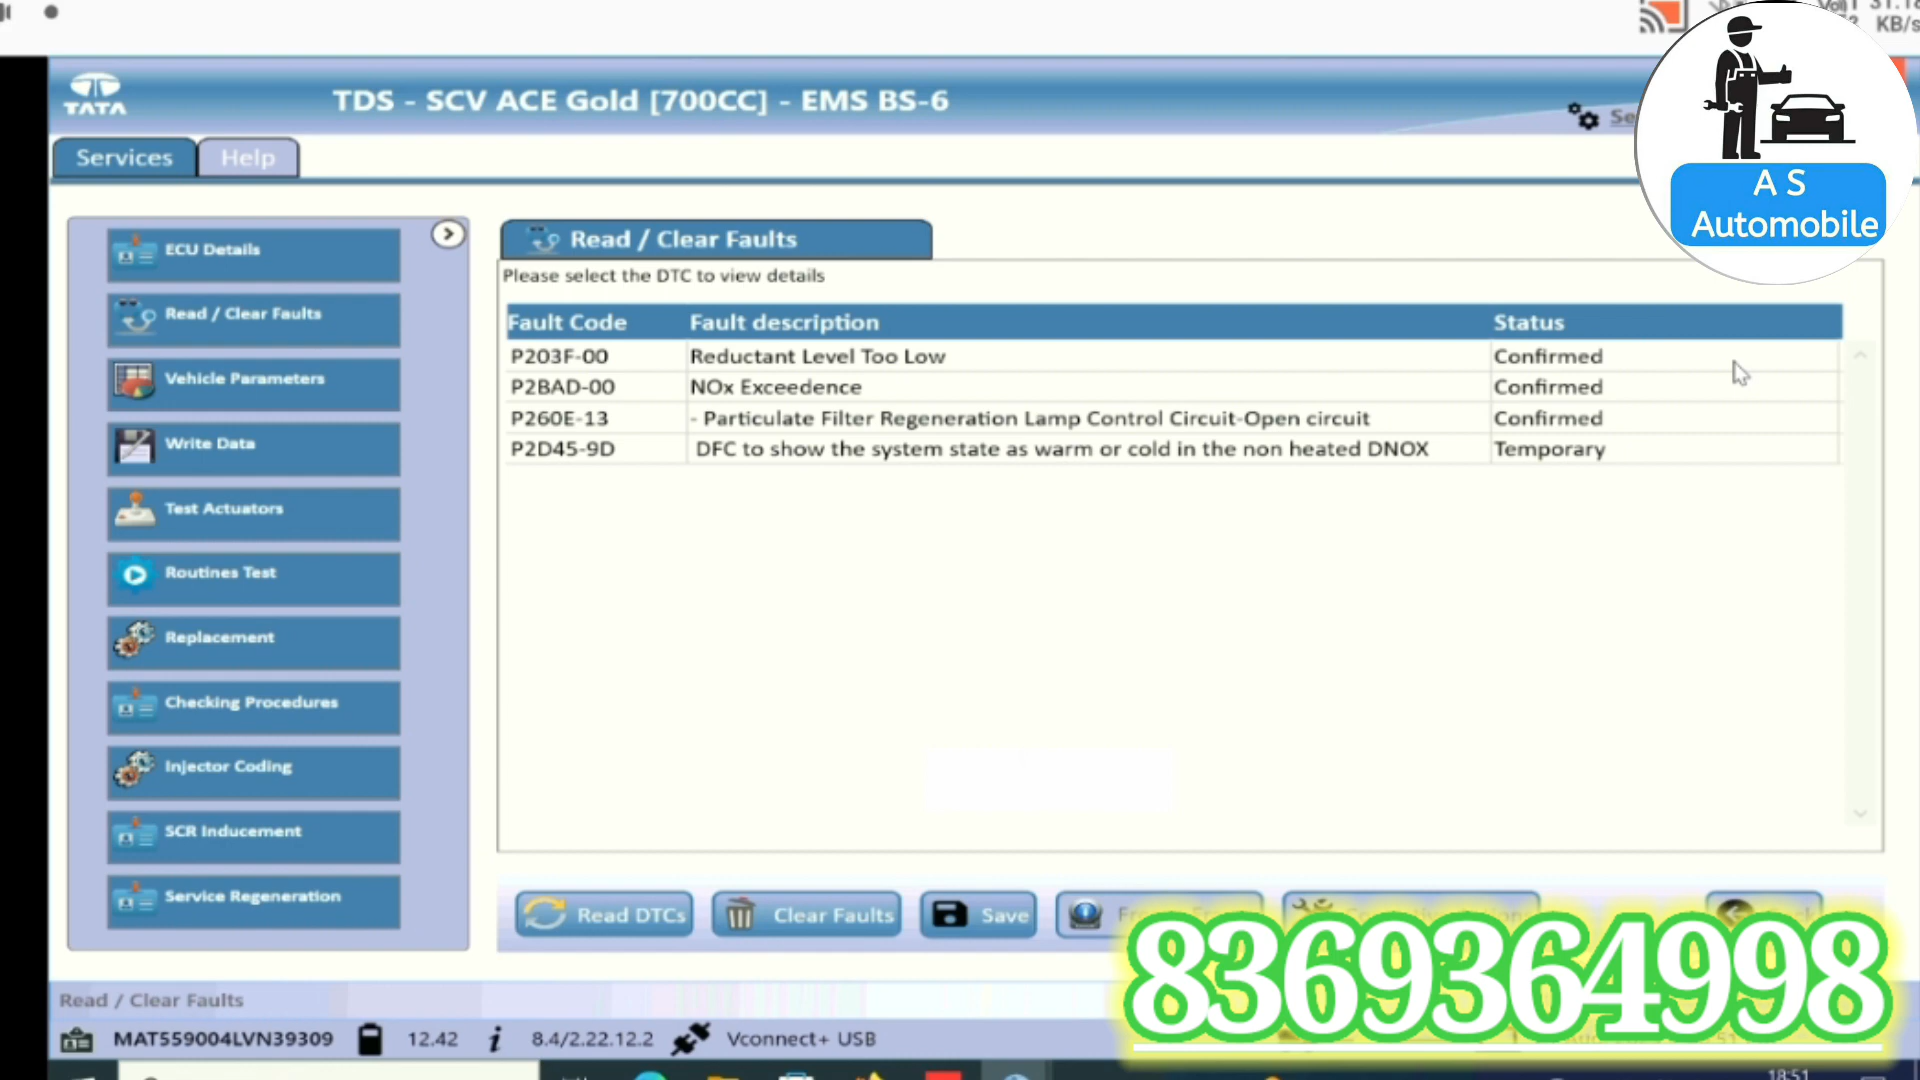 KB/s
TATA
TDS - SCV ACE Gold [700CC] - EMS BS-6
Services
Help
A S
Automobile
ECU Details
Read / Clear Faults
Vehicle Parameters
Write Data
Test Actuators
Routines Test
Replacement
Checking Procedures
Injector Coding
SCR Inducement
Service Regeneration
Read / Clear Faults
Please select the DTC to view details
Fault Code Fault description Status
P203F-00 Reductant Level Too Low Confirmed
P2BAD-00 NOx Exceedence Confirmed
P260E-13 - Particulate Filter Regeneration Lamp Control Circuit-Open circuit Confirmed
P2D45-9D DFC to show the system state as warm or cold in the non heated DNOX Temporary
Read DTCs Clear Faults Save
8369364998
Read / Clear Faults
MAT559004LVN39309 12.42 8.4/2.22.12.2 Vconnect+ USB
18:51